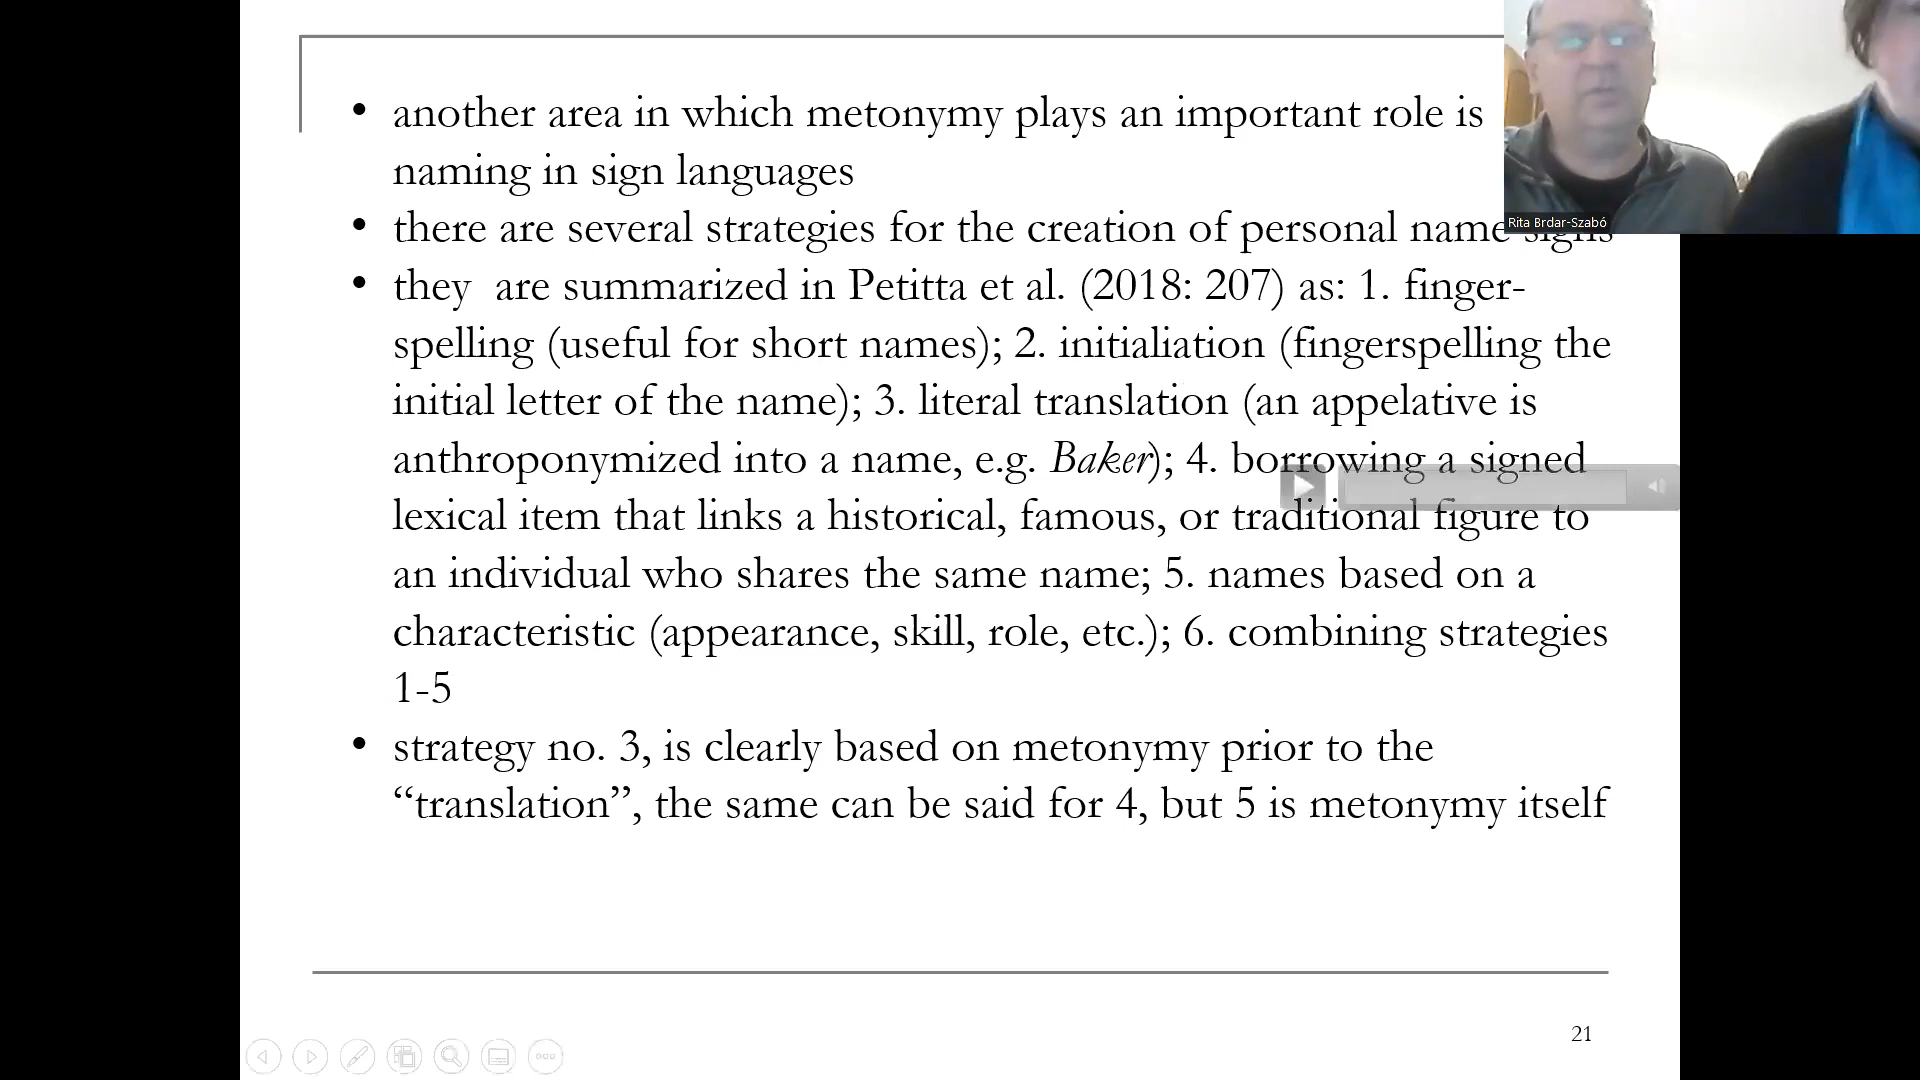 • another area in which metonymy plays an important role is
naming in sign languages
• there are several strategies for the creation of personal name signs
• they  are summarized in Petitta et al. (2018: 207) as: 1. finger-
spelling (useful for short names); 2. initialiation (fingerspelling the
initial letter of the name); 3. literal translation (an appelative is
anthroponymized into a name, e.g. Baker); 4. borrowing a signed
lexical item that links a historical, famous, or traditional figure to
an individual who shares the same name; 5. names based on a
characteristic (appearance, skill, role, etc.); 6. combining strategies
1-5
• strategy no. 3, is clearly based on metonymy prior to the
“translation”, the same can be said for 4, but 5 is metonymy itself
Rita Brdar-Szabó
21